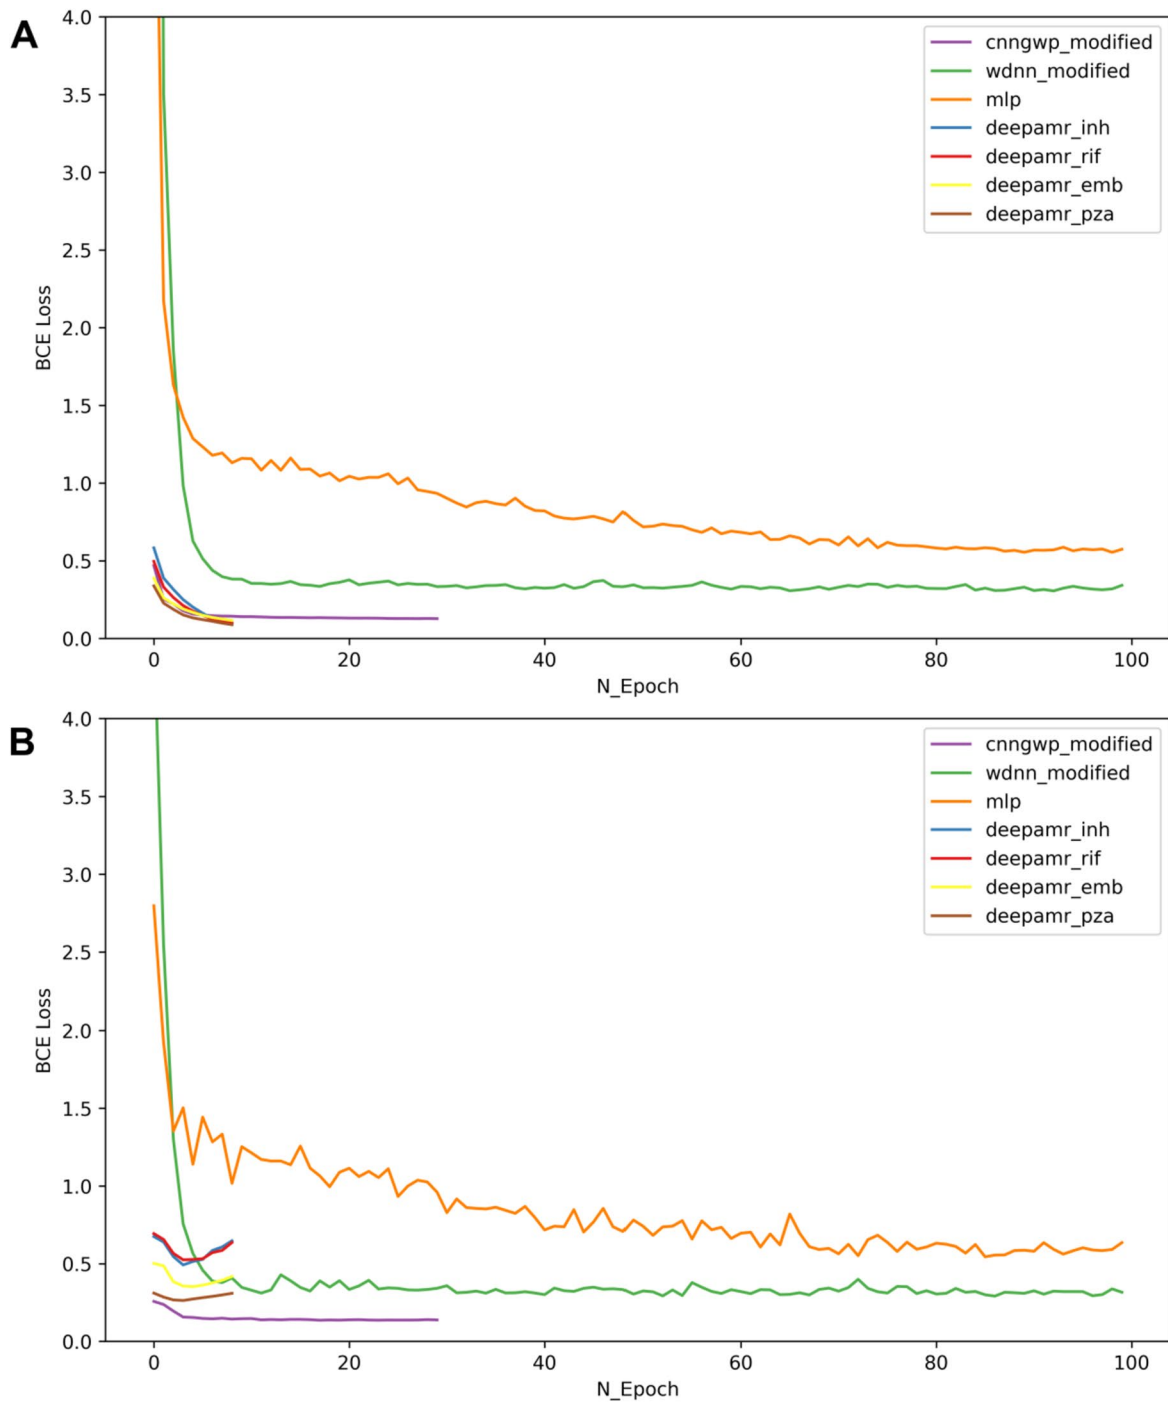 A
4.0
3.5
3.0
2.5
2.0
1.5
1.0
0.5
0.0
BCE Loss
cnngwp_modified
wdnn_modified
mlp
deepamr_inh
deepamr_rif
deepamr_emb
deepamr_pza
0 20 40 60 80 100
N_Epoch
B
4.0
3.5
3.0
2.5
2.0
1.5
1.0
0.5
0.0
BCE Loss
cnngwp_modified
wdnn_modified
mlp
deepamr_inh
deepamr_rif
deepamr_emb
deepamr_pza
0 20 40 60 80 100
N_Epoch